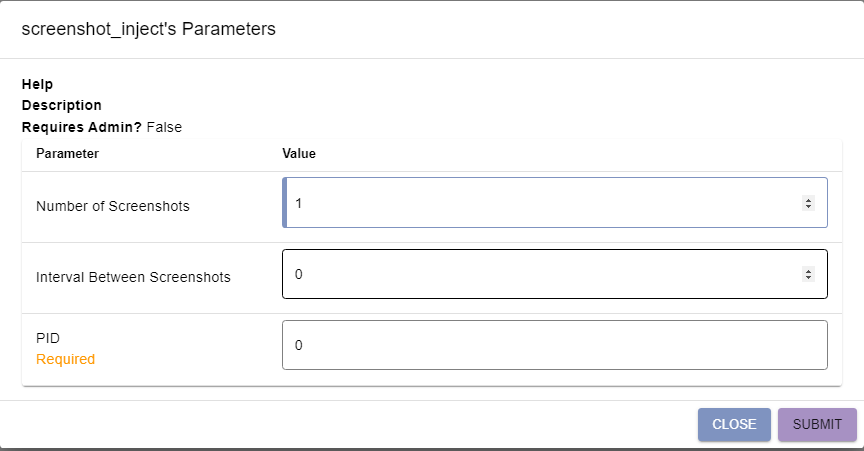 screenshot_inject's Parameters
Help
Description
Requires Admin? False
Parameter Value
Number of Screenshots 1
Interval Between Screenshots 0
PID
Required 0
CLOSE SUBMIT